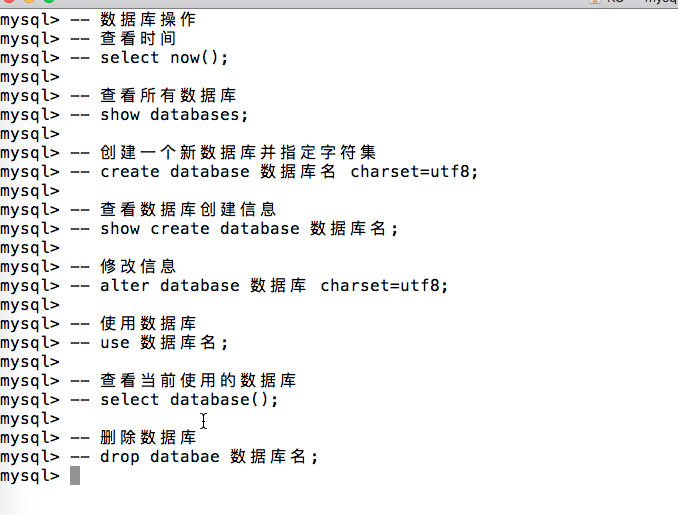 mysql> -- 数据库操作
mysql> -- 查看时间
mysql> -- select now();
mysql>
mysql> -- 查看所有数据库
mysql> -- show databases;
mysql>
mysql> -- 创建一个新数据库并指定字符集
mysql> -- create database 数据库名 charset=utf8;
mysql>
mysql> -- 查看数据库创建信息
mysql> -- show create database 数据库名;
mysql>
mysql> -- 修改信息
mysql> -- alter database 数据库 charset=utf8;
mysql>
mysql> -- 使用数据库
mysql> -- use 数据库名;
mysql>
mysql> -- 查看当前使用的数据库
mysql> -- select database();
mysql>
mysql> -- 删除数据库
mysql> -- drop databae 数据库名;
mysql>